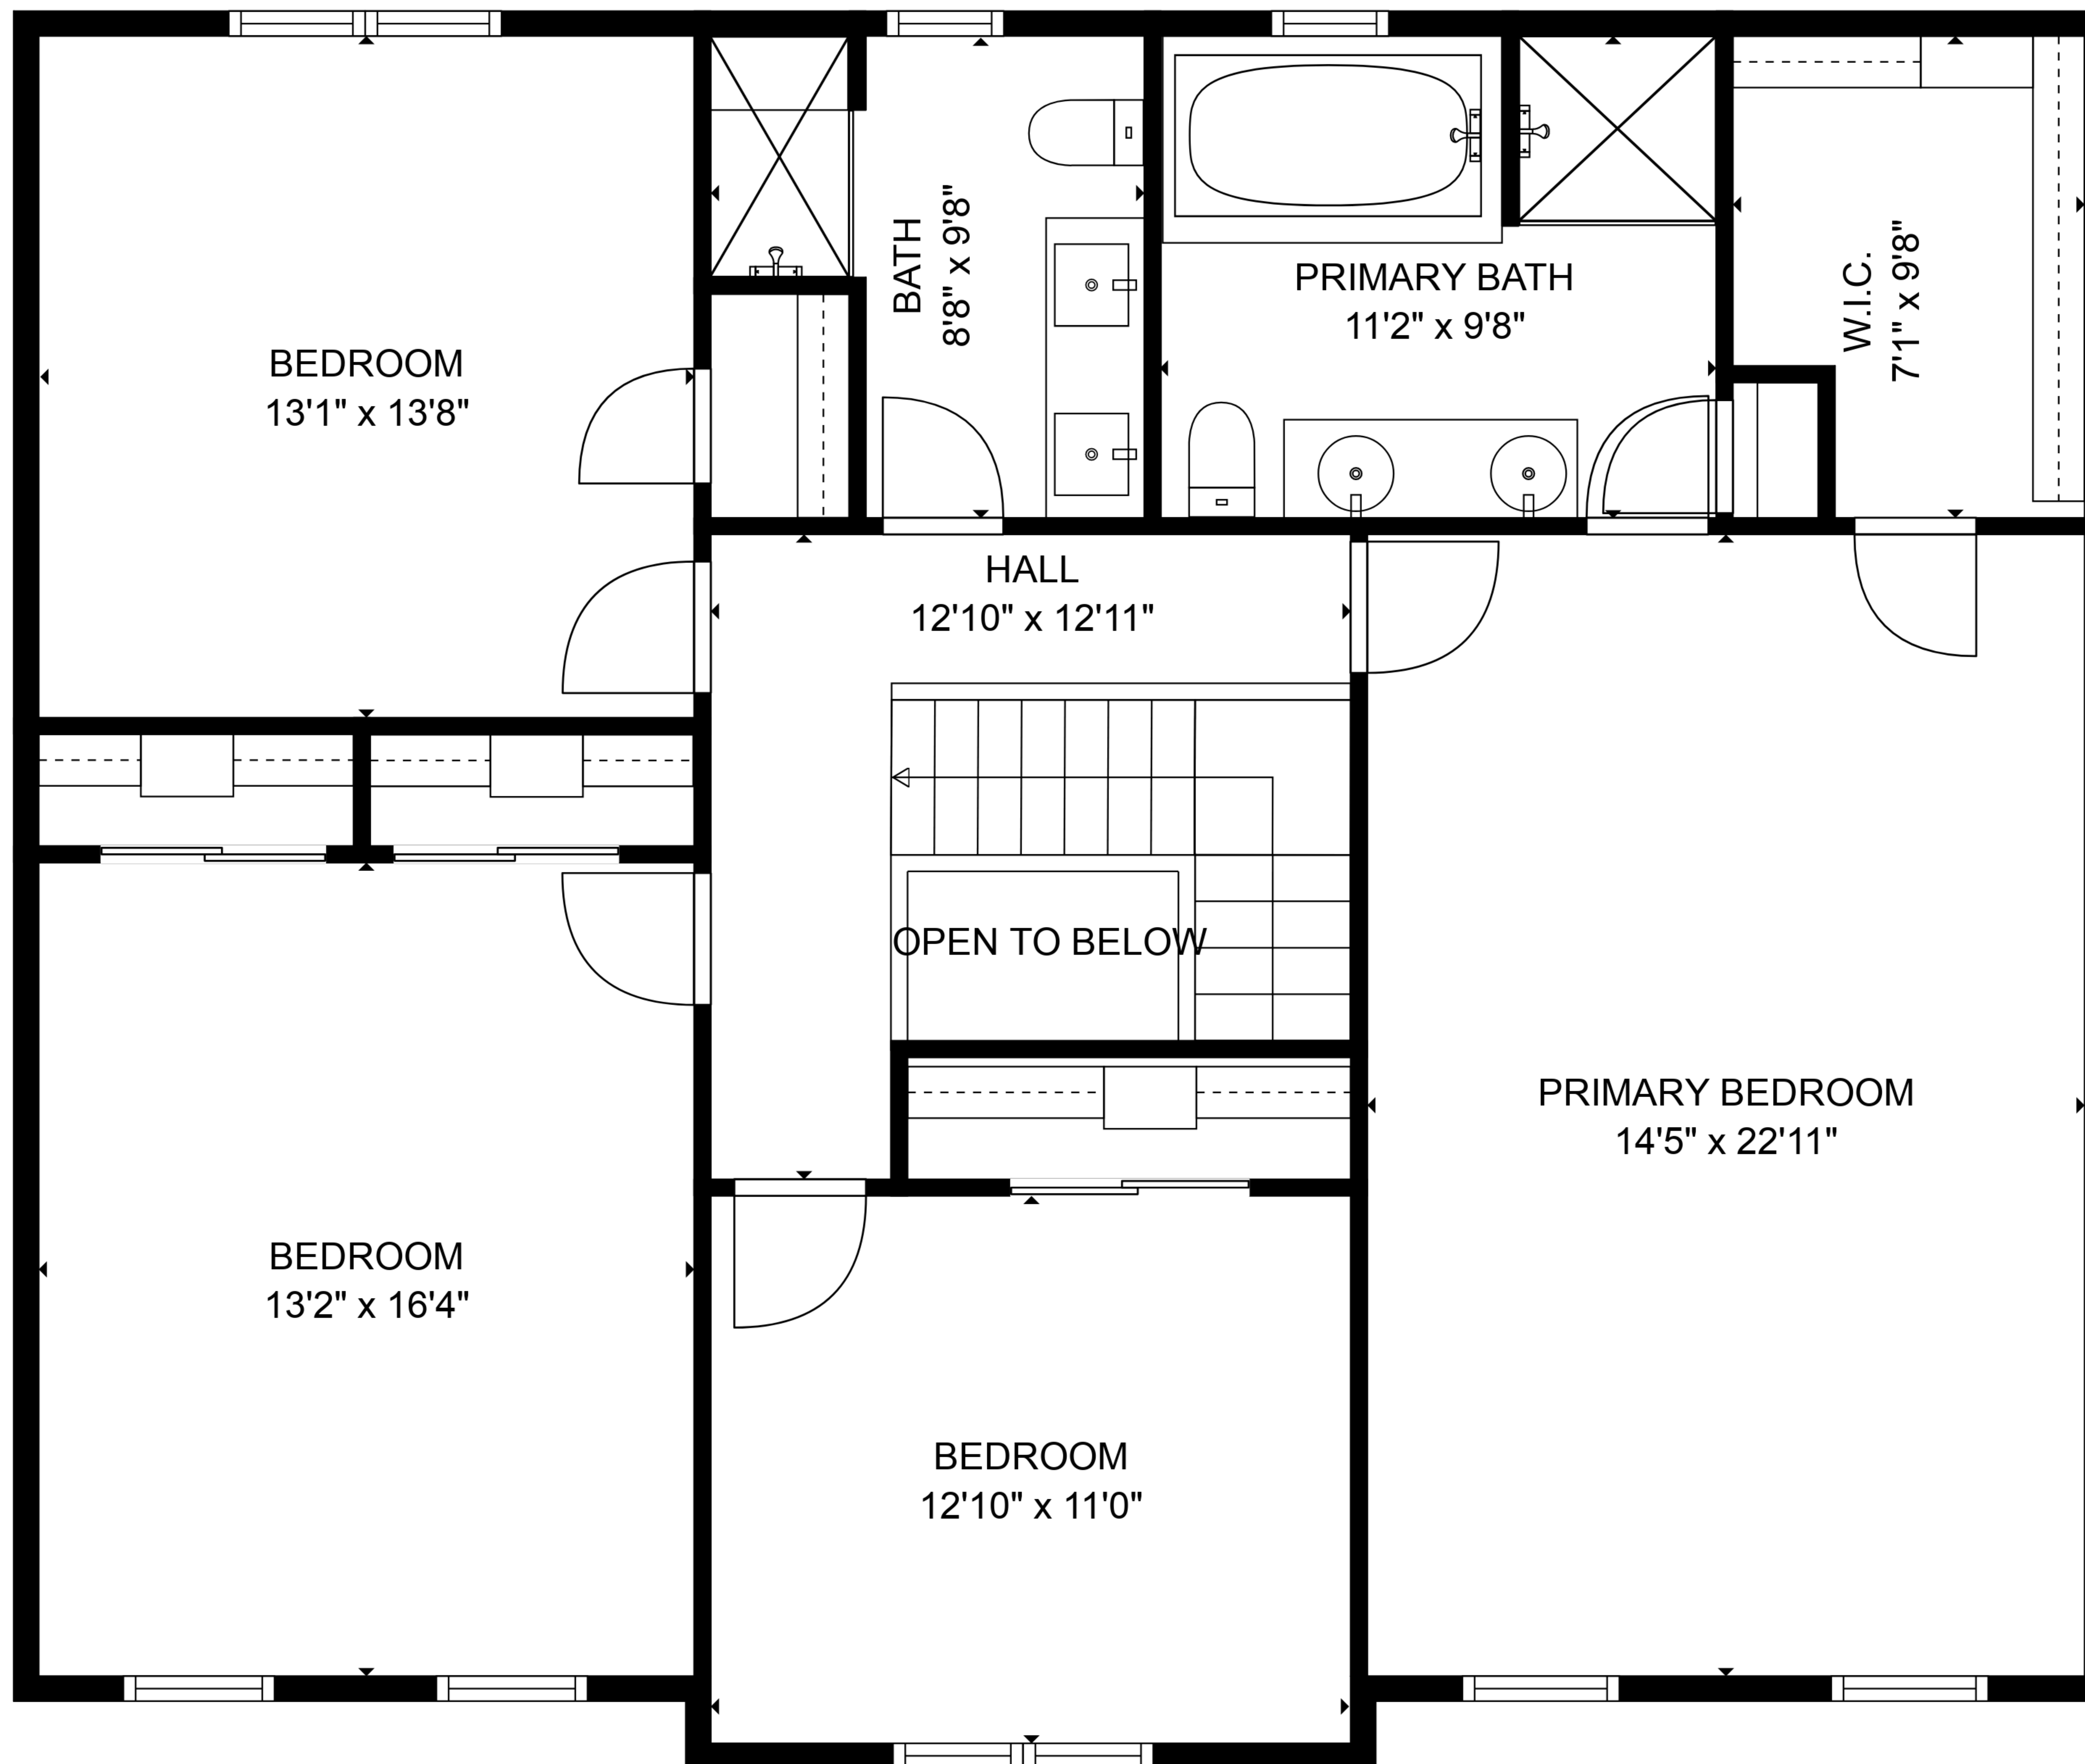 BATH
8'8" x 9'8"
PRIMARY BATH
11'2" x 9'8"
W.I.C.
7'1" x 9'8"
BEDROOM
13'1" x 13'8"
HALL
12'10" x 12'11"
OPEN TO BELOW
PRIMARY BEDROOM
14'5" x 22'11"
BEDROOM
13'2" x 16'4"
BEDROOM
12'10" x 11'0"